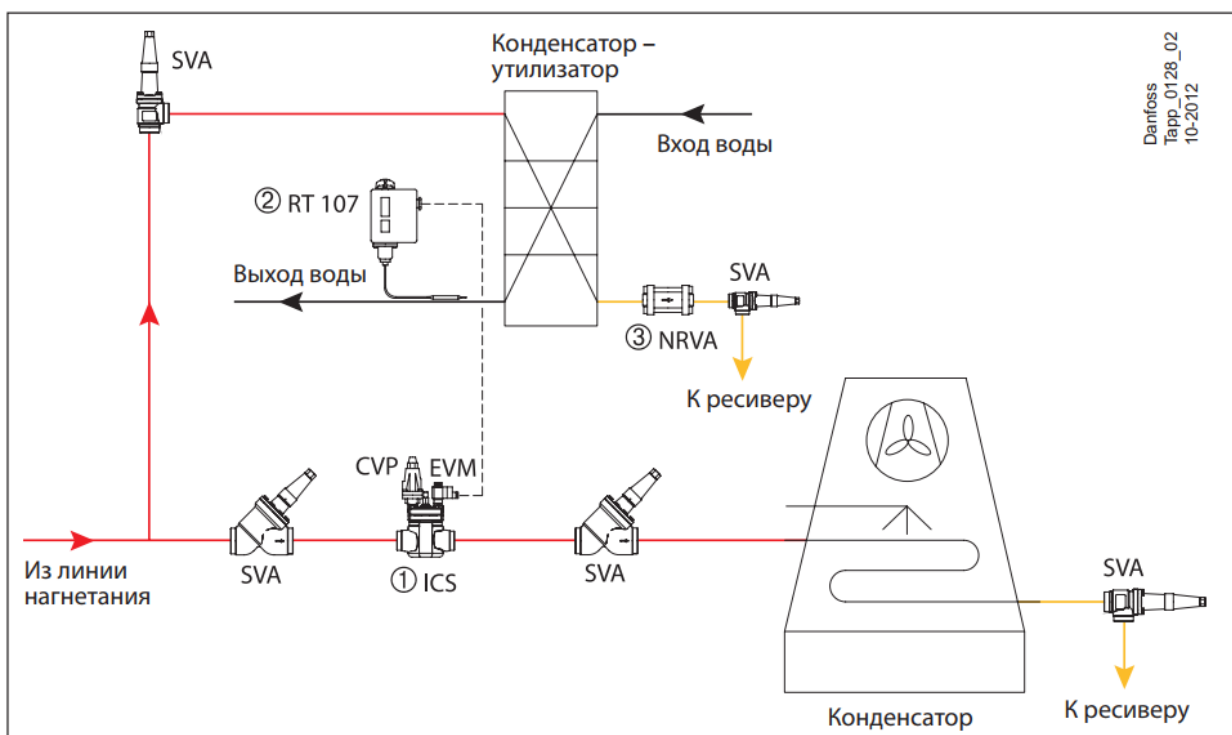 SVA
Конденсатор –
утилизатор
Danfoss
Tapp_0128_02
10-2012
Вход воды
② RT 107
Выход воды
SVA
③ NRVA
К ресиверу
CVP
EVM
Из линии
нагнетания
SVA
① ICS
SVA
SVA
Конденсатор
К ресиверу